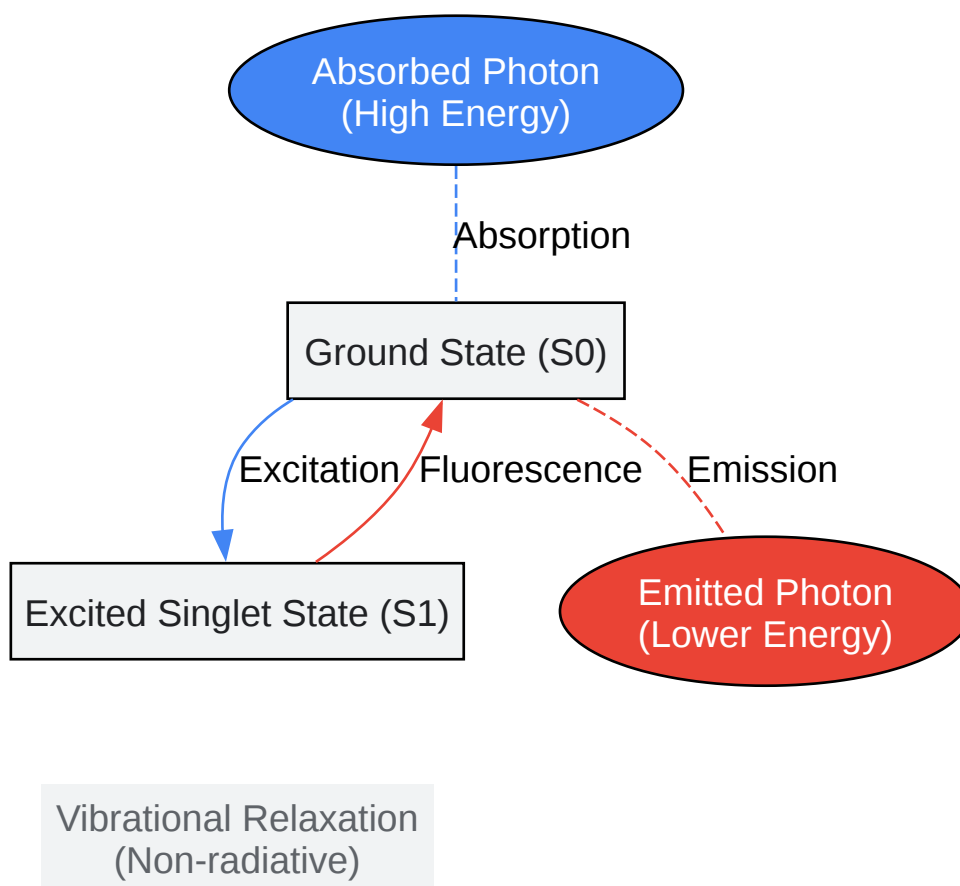 Absorbed Photon
(High Energy)
Absorption
Ground State (S0)
Excitation
Fluorescence
Emission
Excited Singlet State (S1)
Emitted Photon
(Lower Energy)
Vibrational Relaxation
(Non-radiative)